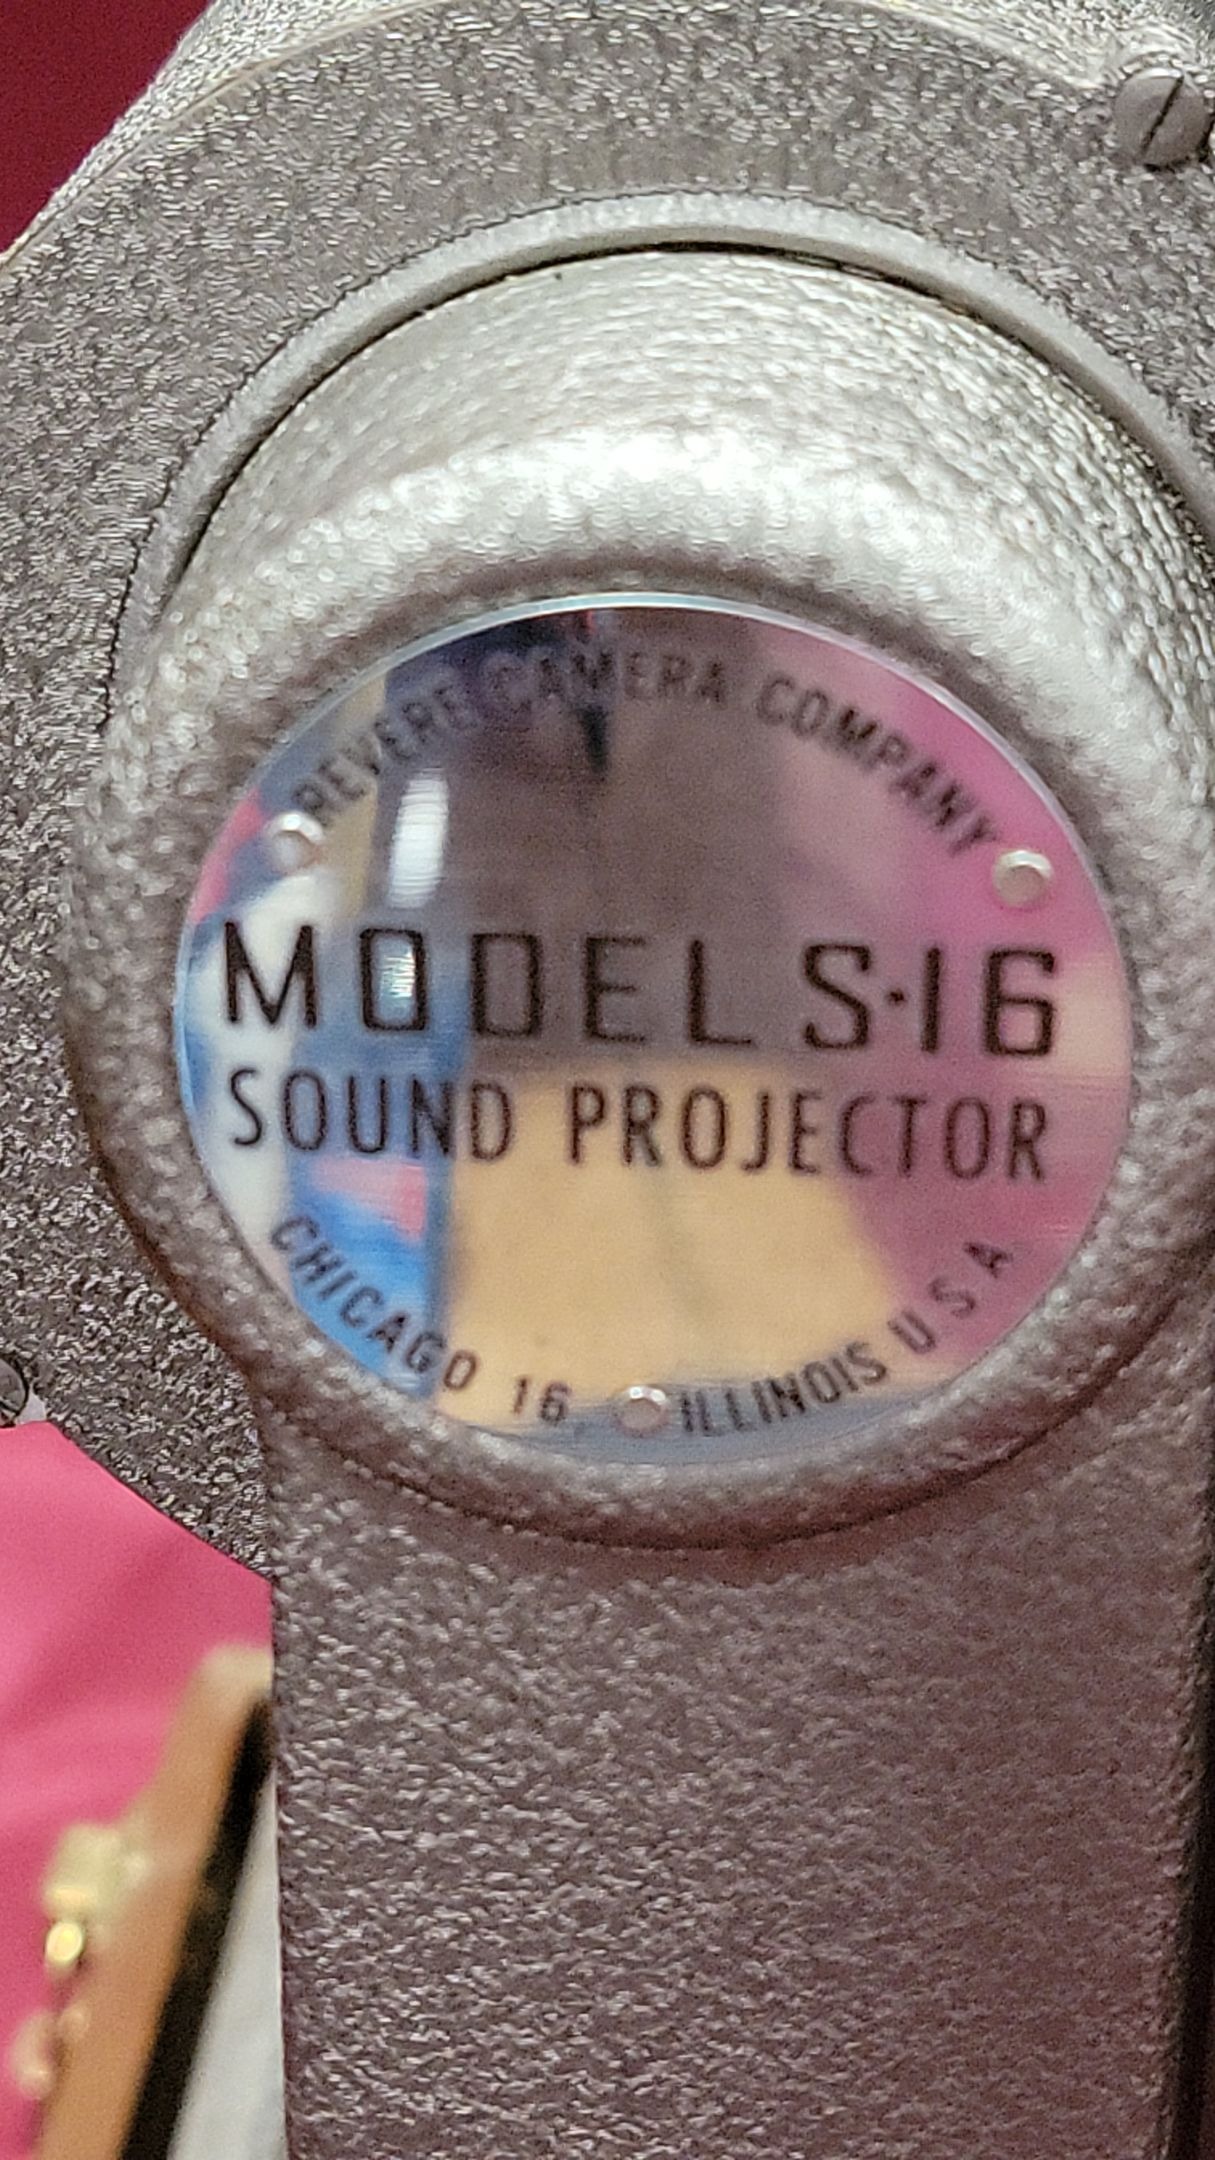 REVERE CAMERA COMPANY
MODEL S·16
SOUND PROJECTOR
CHICAGO 16, ILLINOIS U.S.A